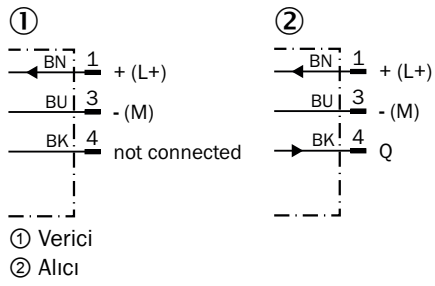 ① ②
BN 1 + (L+) BN 1 + (L+)
BU 3 - (M) BU 3 - (M)
BK 4 not connected BK 4 Q
① Verici
② Alıcı